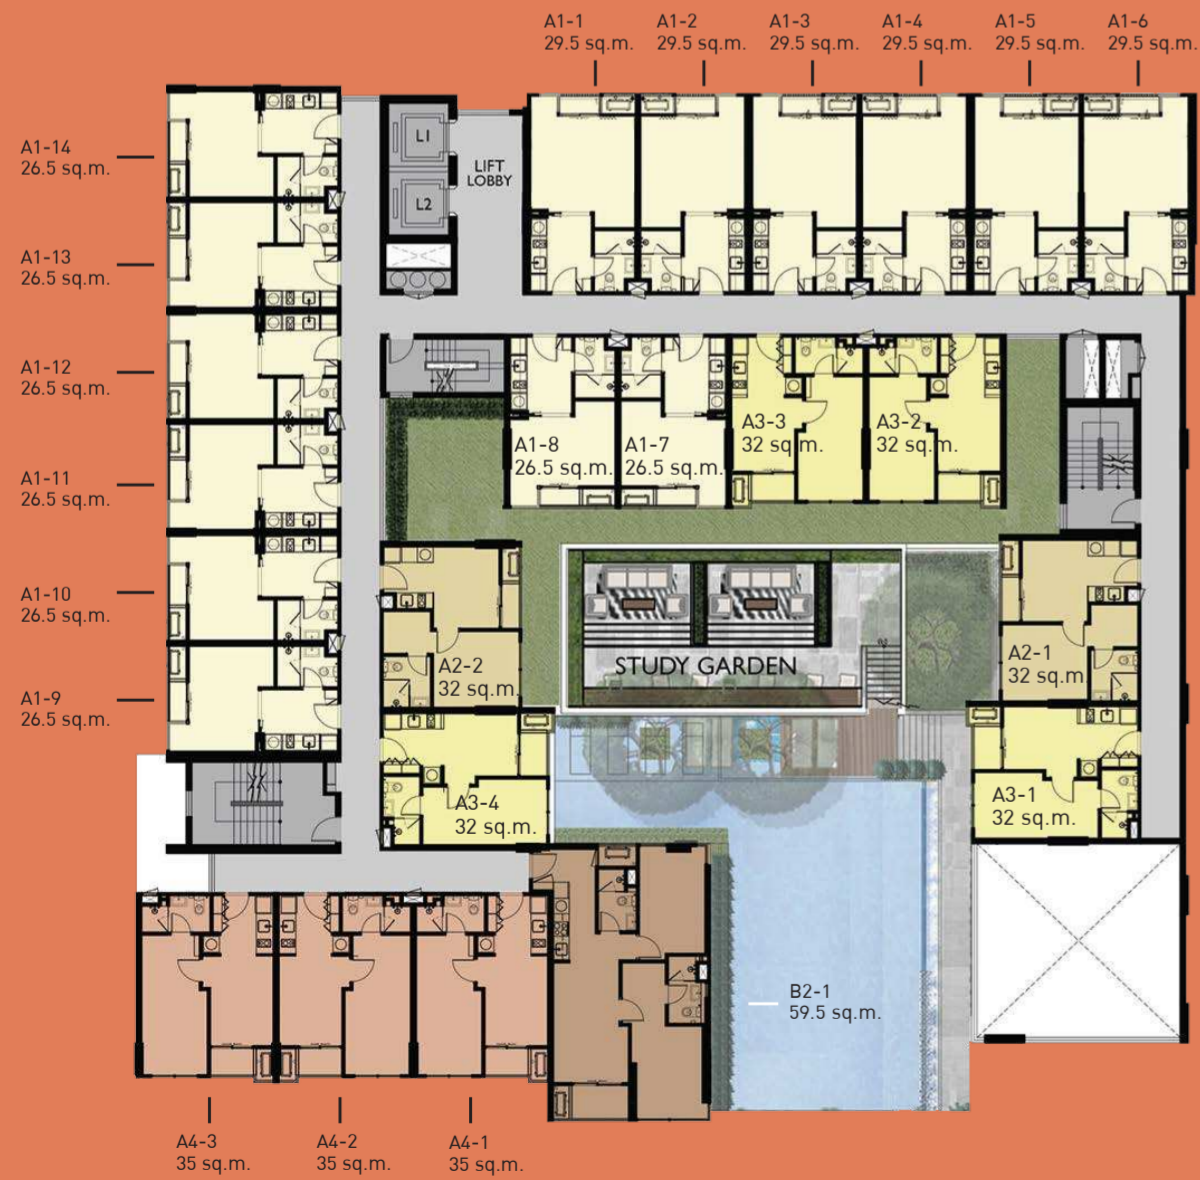 A1-1
29.5 sq.m.
A1-2
29.5 sq.m.
A1-3
29.5 sq.m.
A1-4
29.5 sq.m.
A1-5
29.5 sq.m.
A1-6
29.5 sq.m.
A1-14
26.5 sq.m.
L1
LIFT
LOBBY
L2
A1-13
26.5 sq.m.
A1-12
26.5 sq.m.
A1-8
26.5 sq.m.
A1-7
26.5 sq.m.
A3-3
32 sq.m.
A3-2
32 sq.m.
A1-11
26.5 sq.m.
A1-10
26.5 sq.m.
A2-2
32 sq.m.
STUDY GARDEN
A2-1
32 sq.m.
A1-9
26.5 sq.m.
A3-4
32 sq.m.
A3-1
32 sq.m.
B2-1
59.5 sq.m.
A4-3
35 sq.m.
A4-2
35 sq.m.
A4-1
35 sq.m.